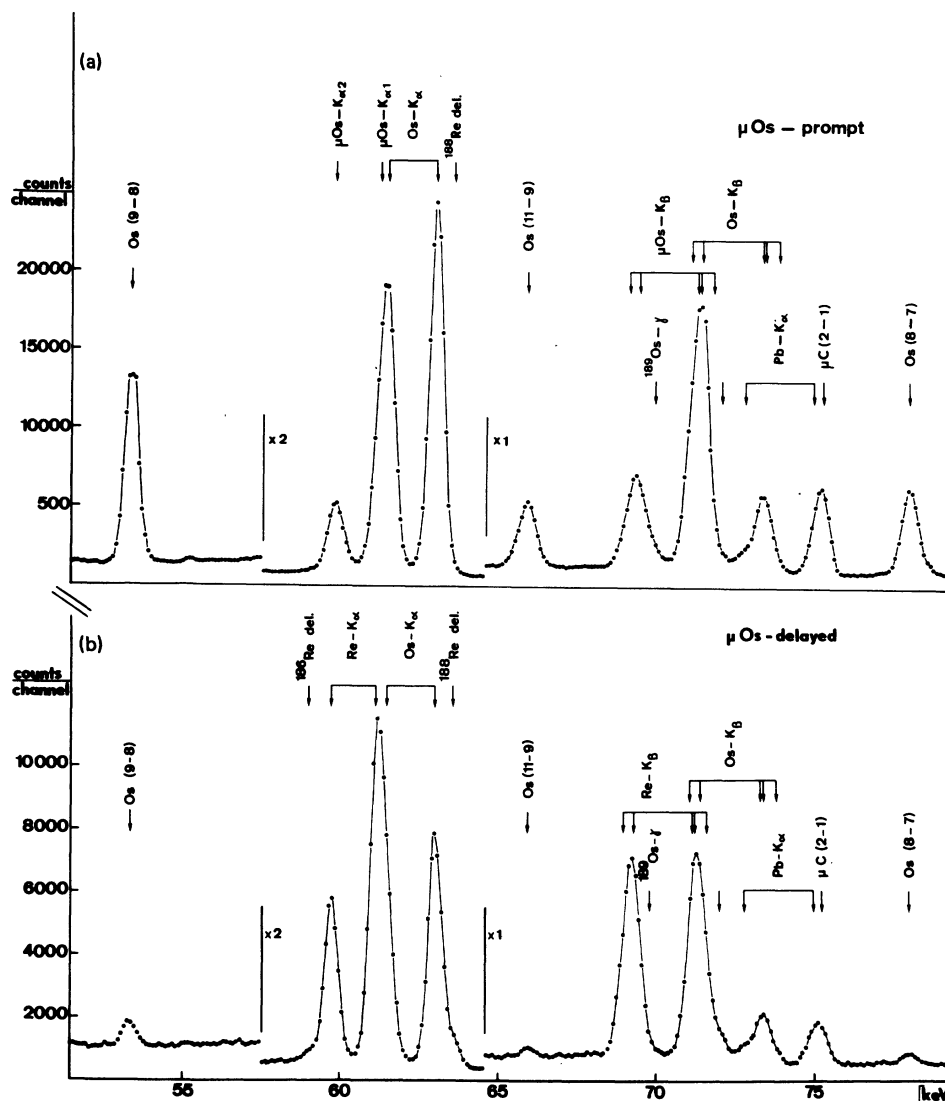 (a)
μOs-Kα2
μOs-Kα1
Os-Kα
188Re del.
μOs – prompt
counts
channel
Os (9-8)
Os (11-9)
μOs-Kβ
Os-Kβ
189Os-γ
Pb-Kα
μC (2-1)
Os (8-7)
20000
15000
10000
500
x2
x1
(b)
186Re del.
Re-Kα
Os-Kα
188Re del.
μOs-delayed
counts
channel
Os (9-8)
Os (11-9)
Re-Kβ
Os-Kβ
189Os-γ
Pb-Kα
μC (2-1)
Os (8-7)
10000
8000
6000
4000
2000
x2
x1
55
60
65
70
75
[keV